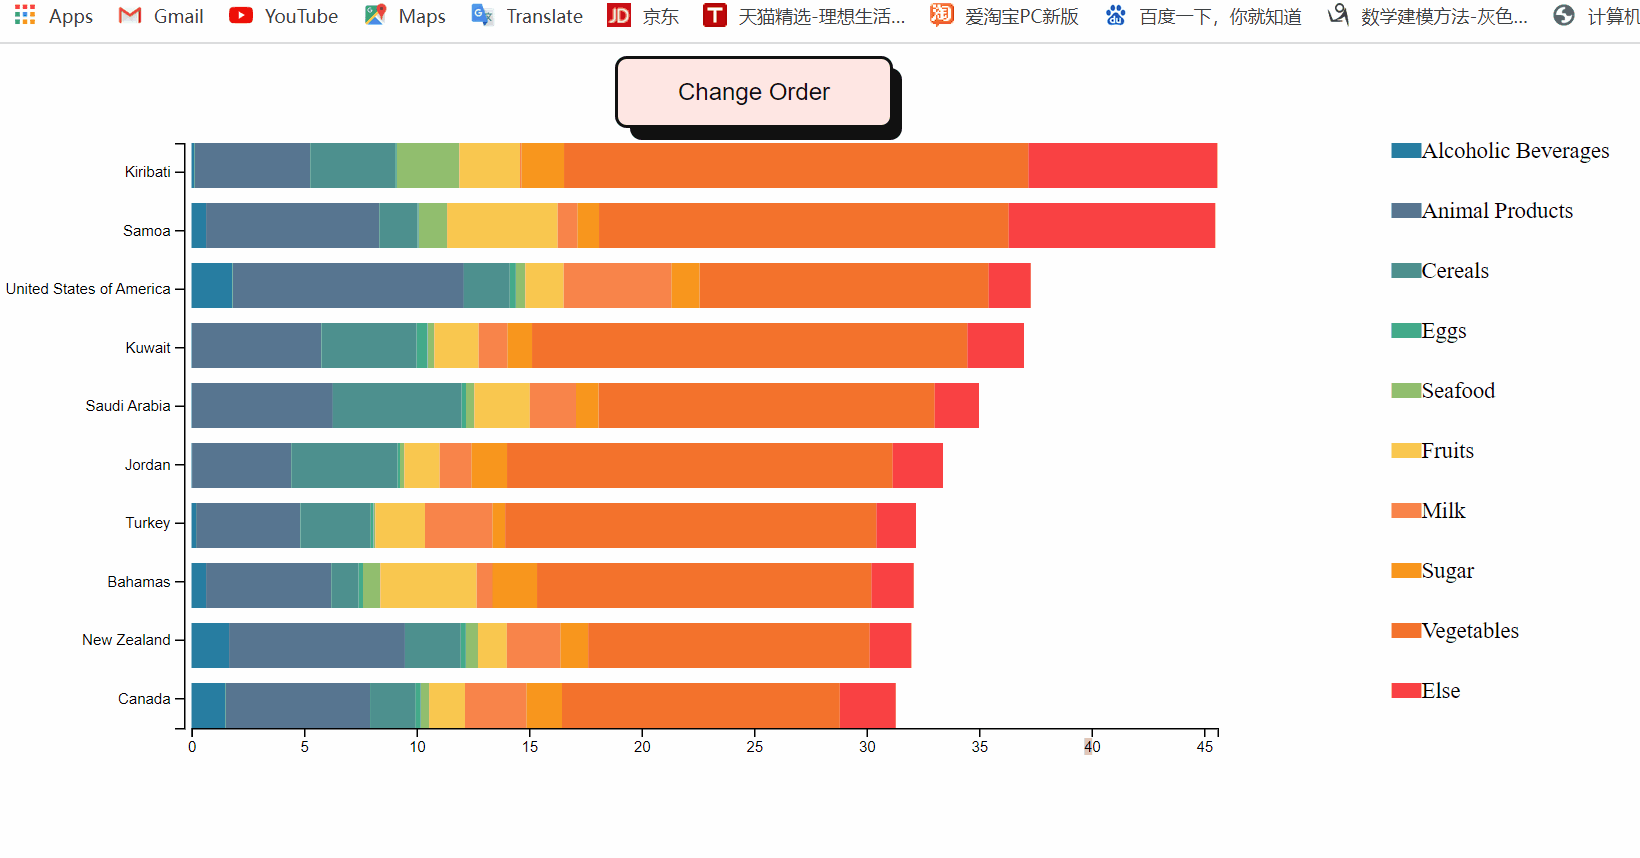 Apps Gmail YouTube Maps Translate 京东 天猫精选-理想生活... 爱淘宝PC新版 百度一下，你就知道 数学建模方法-灰色... 计算机
Change Order
Kiribati
Samoa
United States of America
Kuwait
Saudi Arabia
Jordan
Turkey
Bahamas
New Zealand
Canada
0 5 10 15 20 25 30 35 40 45
Alcoholic Beverages
Animal Products
Cereals
Eggs
Seafood
Fruits
Milk
Sugar
Vegetables
Else